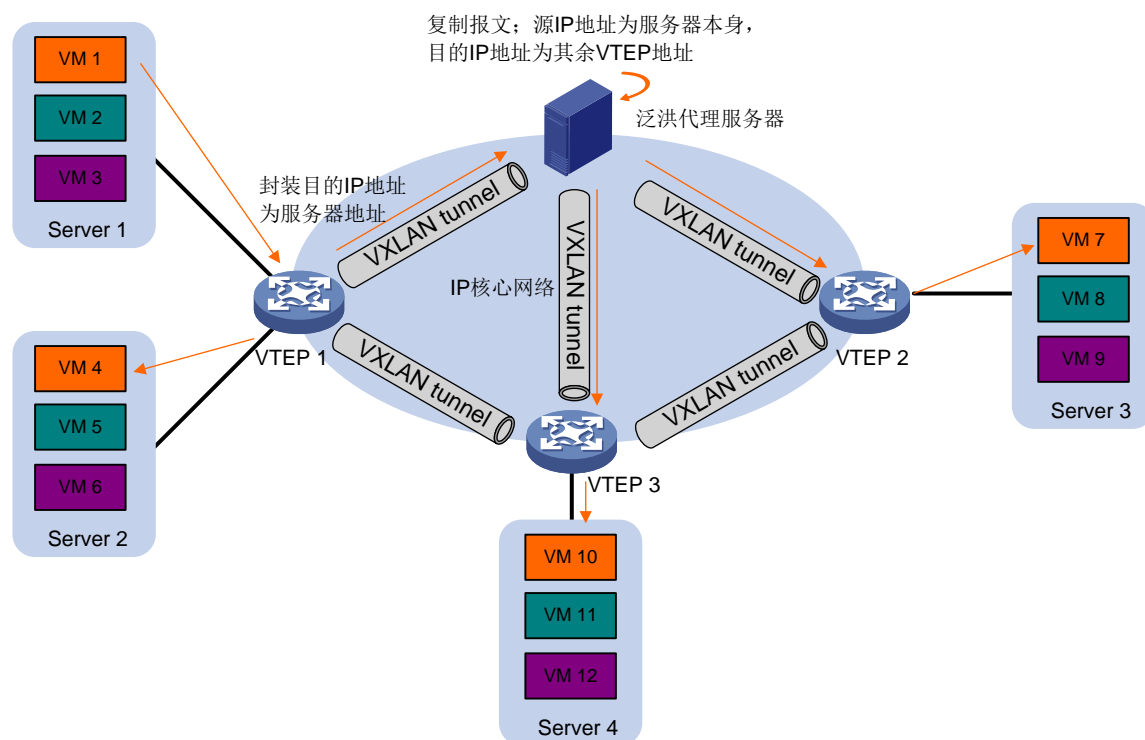 复制报文；源IP地址为服务器本身，
目的IP地址为其余VTEP地址
泛洪代理服务器
VM 1
VM 2
VM 3
Server 1
封装目的IP地址
为服务器地址
VXLAN tunnel
VXLAN tunnel
VXLAN tunnel
IP核心网络
VTEP 1
VTEP 2
VM 7
VM 8
VM 9
Server 3
VM 4
VM 5
VM 6
Server 2
VXLAN tunnel
VXLAN tunnel
VTEP 3
VM 10
VM 11
VM 12
Server 4